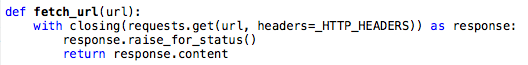 def fetch_url(url):
    with closing(requests.get(url, headers=_HTTP_HEADERS)) as response:
        response.raise_for_status()
        return response.content